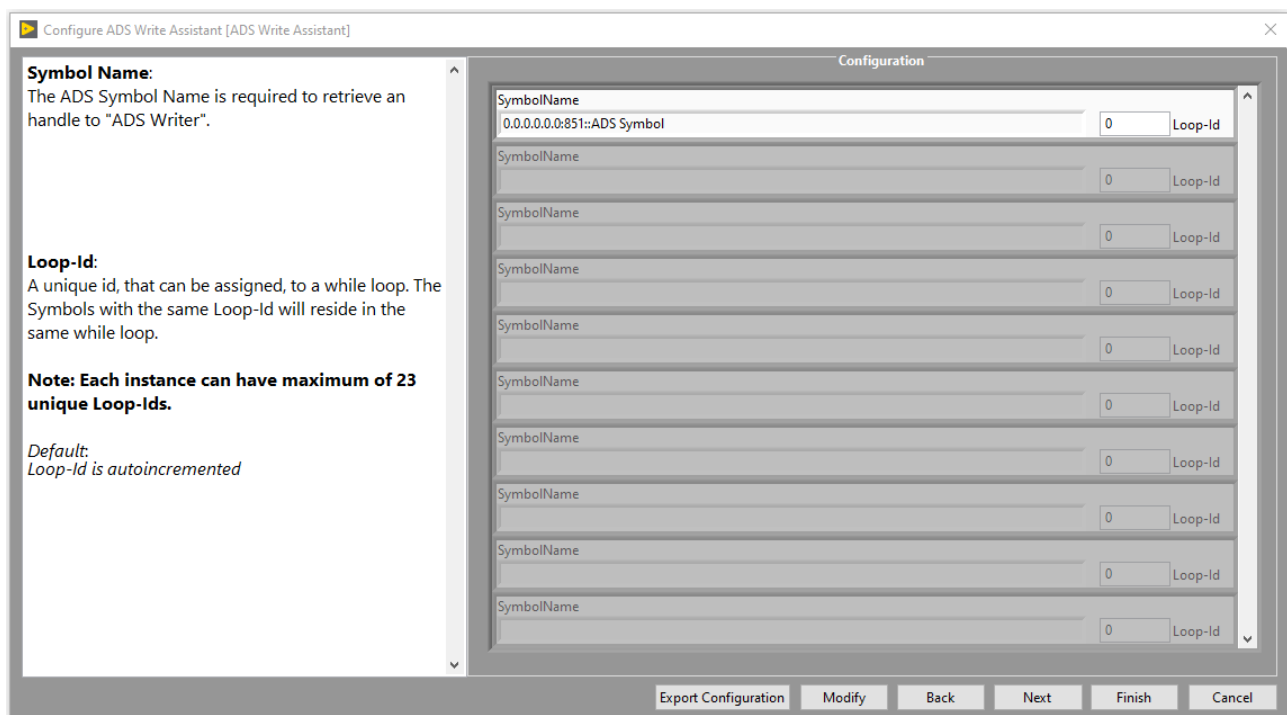 Configure ADS Write Assistant [ADS Write Assistant]
Symbol Name:
The ADS Symbol Name is required to retrieve an
handle to "ADS Writer".
Loop-Id:
A unique id, that can be assigned, to a while loop. The
Symbols with the same Loop-Id will reside in the
same while loop.
Note: Each instance can have maximum of 23
unique Loop-Ids.
Default:
Loop-Id is autoincremented
Configuration
SymbolName
0.0.0.0.0.0:851::ADS Symbol 0 Loop-Id
SymbolName
0 Loop-Id
SymbolName
0 Loop-Id
SymbolName
0 Loop-Id
SymbolName
0 Loop-Id
SymbolName
0 Loop-Id
SymbolName
0 Loop-Id
SymbolName
0 Loop-Id
SymbolName
0 Loop-Id
SymbolName
0 Loop-Id
Export Configuration Modify Back Next Finish Cancel